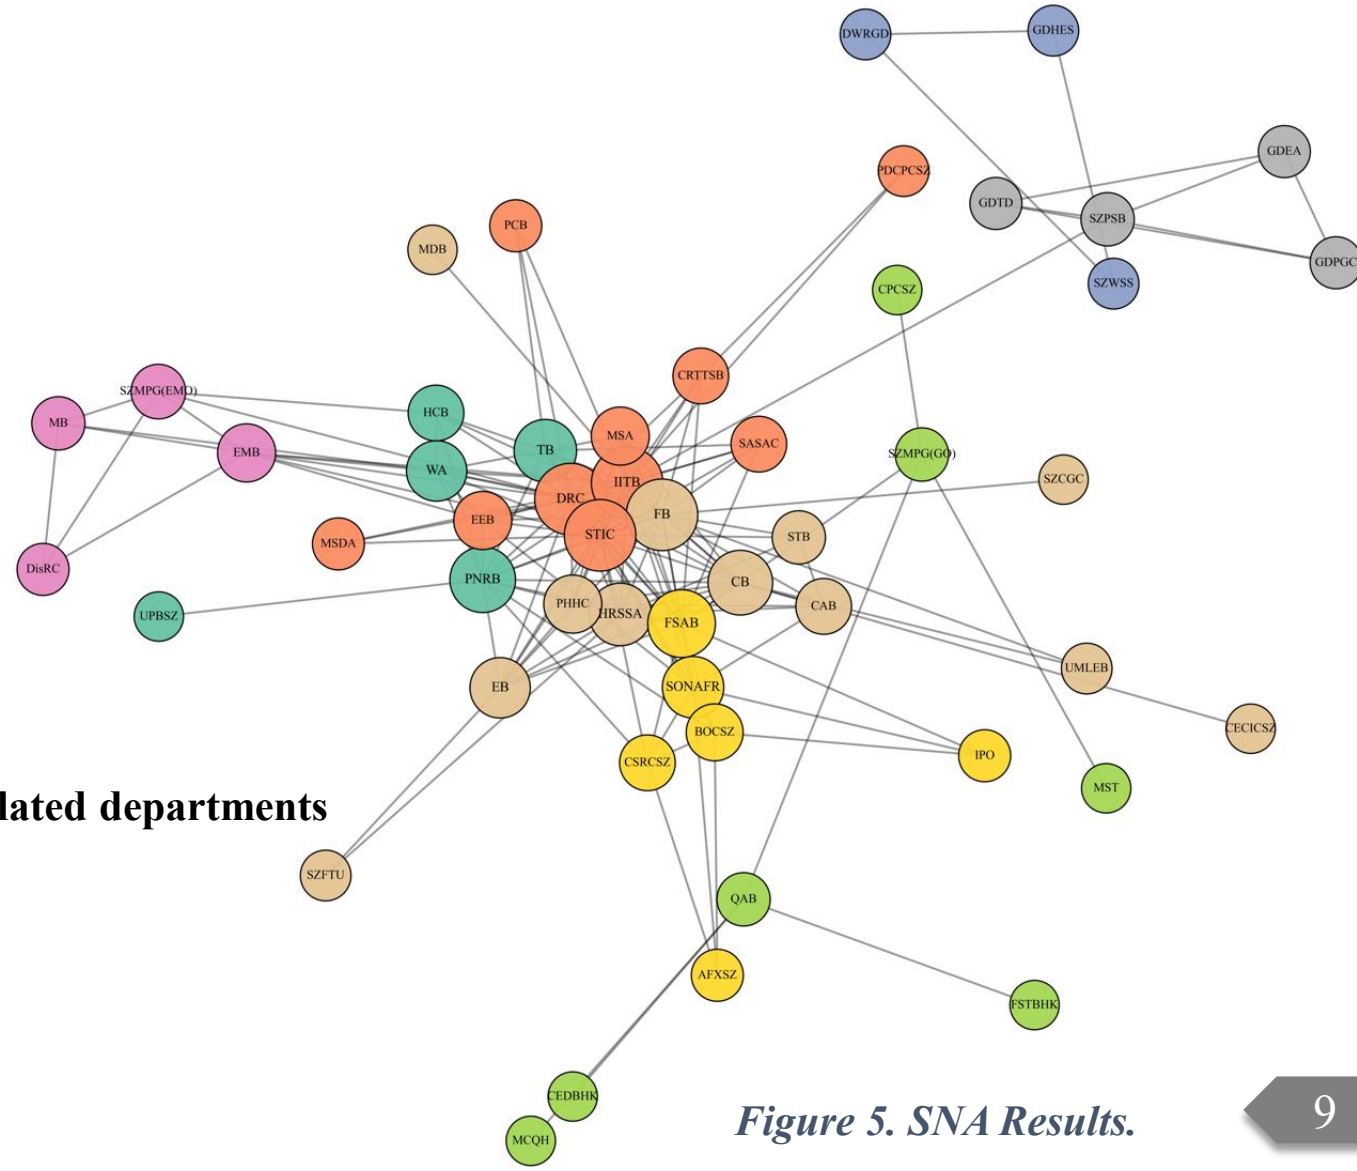 DWRGD
GDHES
GDEA
PDCPCSZ
GDTD
SZPSB
PCB
MDB
GDPGC
SZWSS
CPCSZ
CRTTSB
SZMPG(EMO)
HCB
MB
MSA
SASAC
TB
EMB
SZMPG(GO)
WA
SZCGC
IITB
DRC
FB
EEB
STIC
STB
MSDA
DisRC
PNRB
CB
PHHC
CAB
HRSSA
UPBSZ
FSAB
UMLEB
EB
SONAFR
CECICSZ
BOCSZ
IPO
CSRCSZ
MST
lated departments
SZFTU
QAB
AFXSZ
FSTBHK
CEDBHK
Figure 5. SNA Results.
9
MCQH